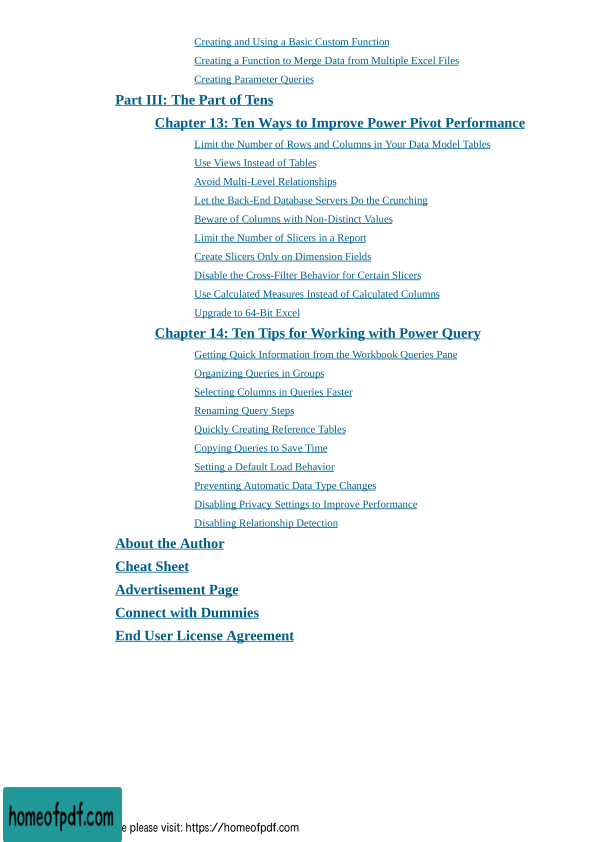 Creating and Using a Basic Custom Function
Creating a Function to Merge Data from Multiple Excel Files
Creating Parameter Queries
Part III: The Part of Tens
Chapter 13: Ten Ways to Improve Power Pivot Performance
Limit the Number of Rows and Columns in Your Data Model Tables
Use Views Instead of Tables
Avoid Multi-Level Relationships
Let the Back-End Database Servers Do the Crunching
Beware of Columns with Non-Distinct Values
Limit the Number of Slicers in a Report
Create Slicers Only on Dimension Fields
Disable the Cross-Filter Behavior for Certain Slicers
Use Calculated Measures Instead of Calculated Columns
Upgrade to 64-Bit Excel
Chapter 14: Ten Tips for Working with Power Query
Getting Quick Information from the Workbook Queries Pane
Organizing Queries in Groups
Selecting Columns in Queries Faster
Renaming Query Steps
Quickly Creating Reference Tables
Copying Queries to Save Time
Setting a Default Load Behavior
Preventing Automatic Data Type Changes
Disabling Privacy Settings to Improve Performance
Disabling Relationship Detection
About the Author
Cheat Sheet
Advertisement Page
Connect with Dummies
End User License Agreement
homeofpdf.com
e please visit: https://homeofpdf.com